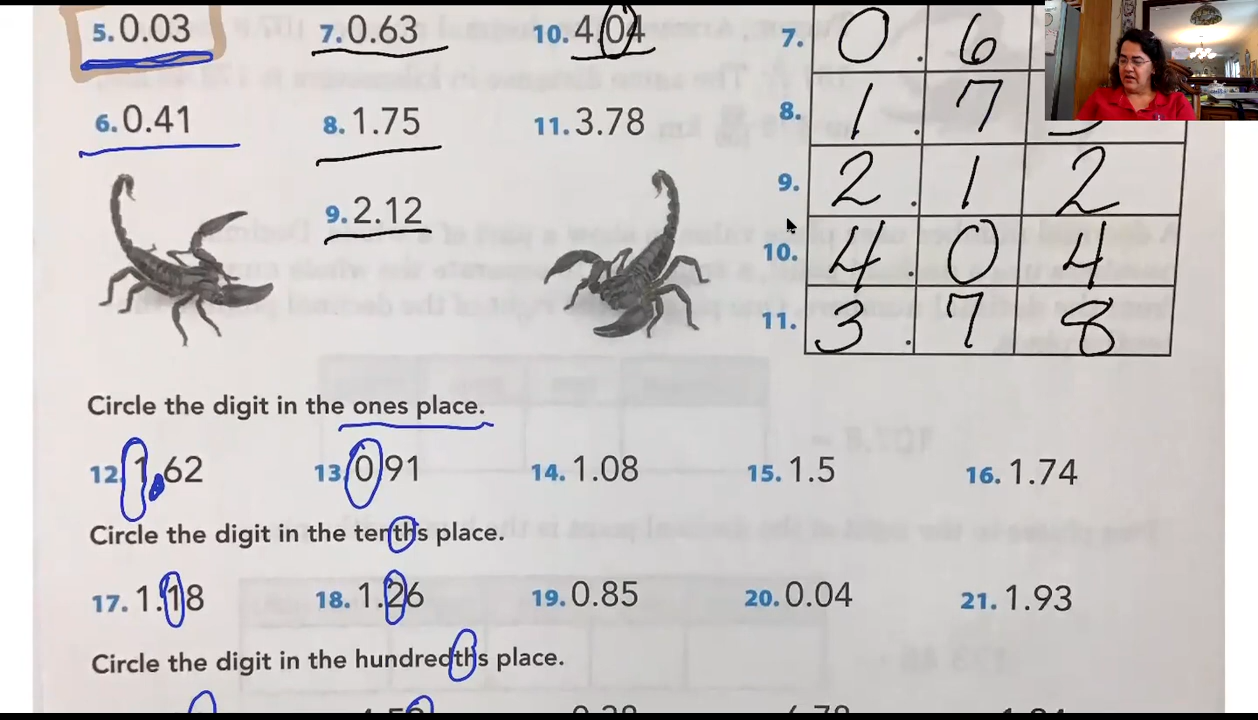 5. 0.03 7. 0.63 10. 4.04
6. 0.41 8. 1.75 11. 3.78
9. 2.12
7. 0 . 6
8. 1 . 7
9. 2 . 1 2
10. 4 . 0 4
11. 3 . 7 8
Circle the digit in the ones place.
12. 1.62 13. 0.91 14. 1.08 15. 1.5 16. 1.74
Circle the digit in the tenths place.
17. 1.18 18. 1.26 19. 0.85 20. 0.04 21. 1.93
Circle the digit in the hundredths place.